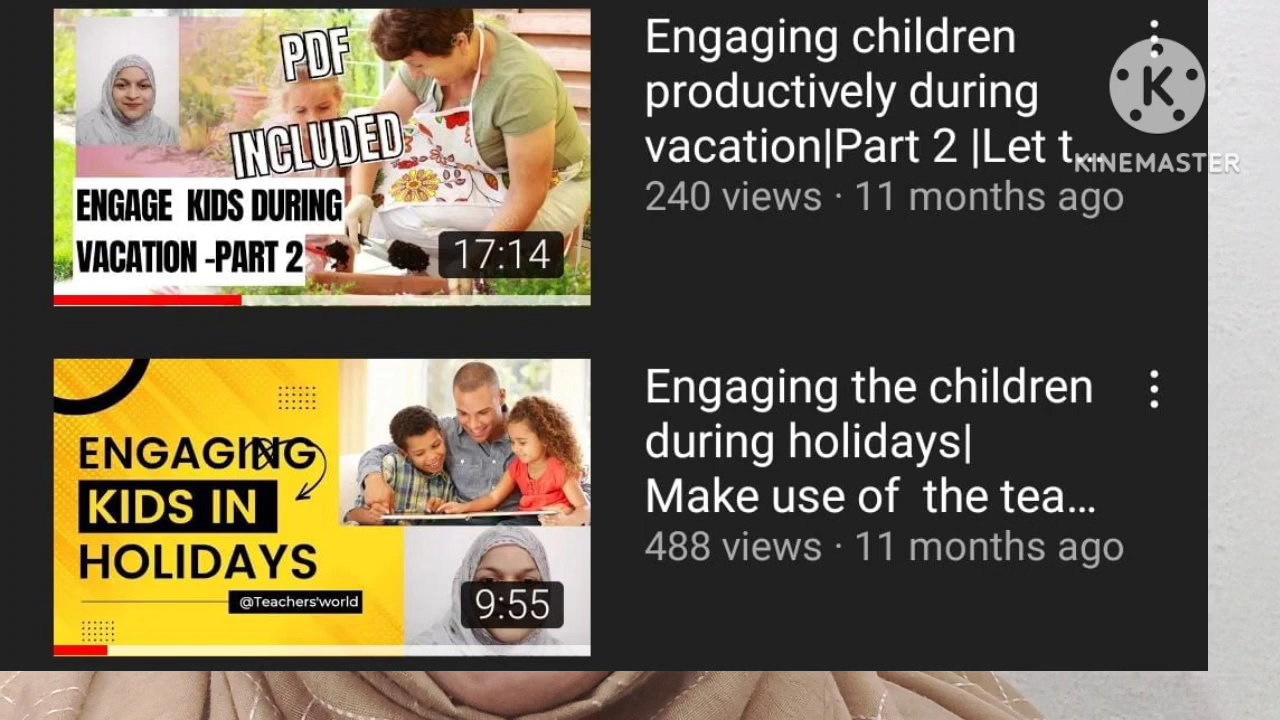 PDF
INCLUDED
ENGAGE KIDS DURING
VACATION -PART 2
17:14
Engaging children
productively during
vacation|Part 2 |Let t...
240 views · 11 months ago
K
KINEMASTER
ENGAGING
KIDS IN
HOLIDAYS
@Teachers'world
9:55
Engaging the children
during holidays|
Make use of the tea...
488 views · 11 months ago